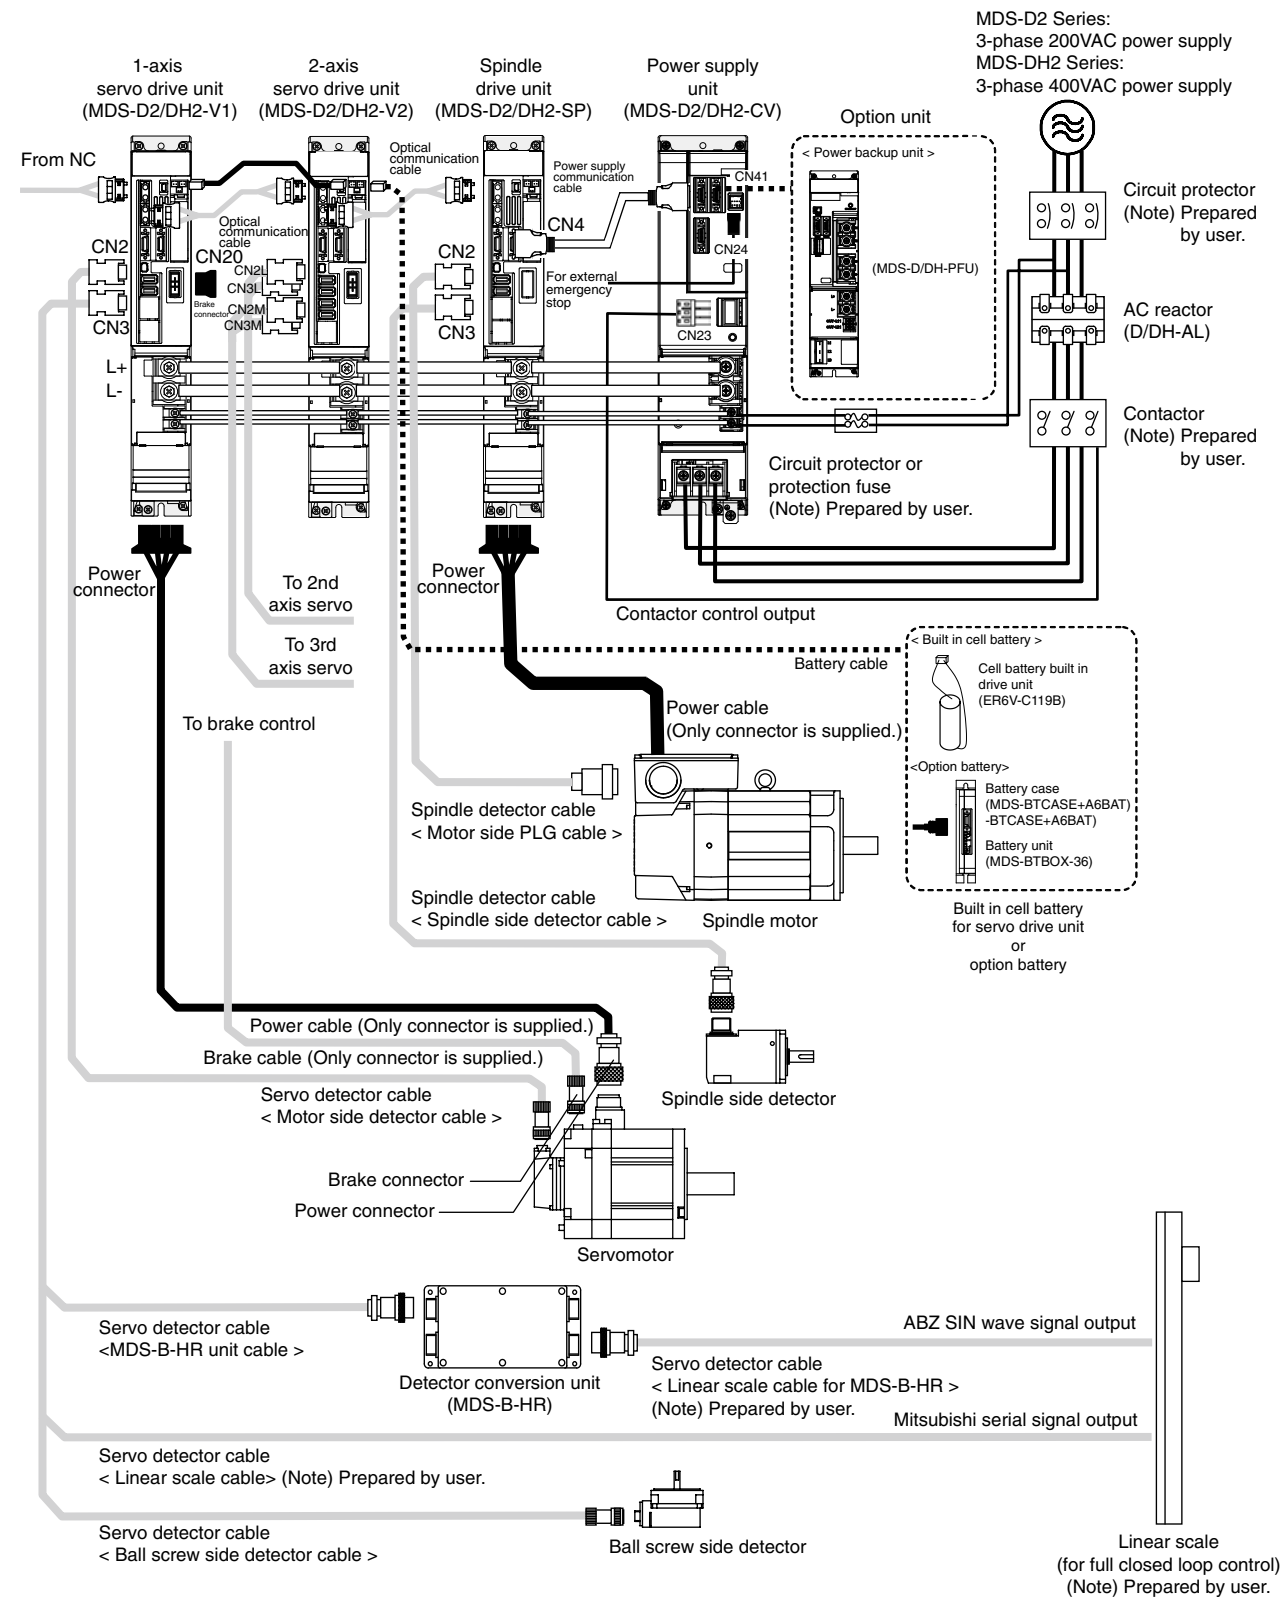 MDS-D2 Series:
3-phase 200VAC power supply
MDS-DH2 Series:
3-phase 400VAC power supply
1-axis
servo drive unit
(MDS-D2/DH2-V1)
2-axis
servo drive unit
(MDS-D2/DH2-V2)
Spindle
drive unit
(MDS-D2/DH2-SP)
Power supply
unit
(MDS-D2/DH2-CV)
Option unit
< Power backup unit >
(MDS-D/DH-PFU)
From NC
Optical
communication
cable
Power supply
communication
cable
CN41
Circuit protector
(Note) Prepared
by user.
Optical
communication
cable
CN4
CN24
CN2
CN20
CN2L
CN3L
CN2
For external
emergency
stop
Brake
connector
CN2M
CN3M
CN3
CN3
CN23
AC reactor
(D/DH-AL)
L+
L-
Contactor
(Note) Prepared
by user.
Circuit protector or
protection fuse
(Note) Prepared by user.
Power
connector
To 2nd
axis servo
Power
connector
Contactor control output
To 3rd
axis servo
Battery cable
< Built in cell battery >
Cell battery built in
drive unit
(ER6V-C119B)
To brake control
Power cable
(Only connector is supplied.)
<Option battery>
Battery case
(MDS-BTCASE+A6BAT)
-BTCASE+A6BAT)
Battery unit
(MDS-BTBOX-36)
Spindle detector cable
< Motor side PLG cable >
Spindle detector cable
< Spindle side detector cable >
Spindle motor
Built in cell battery
for servo drive unit
or
option battery
Power cable (Only connector is supplied.)
Brake cable (Only connector is supplied.)
Servo detector cable
< Motor side detector cable >
Spindle side detector
Brake connector
Power connector
Servomotor
Servo detector cable
<MDS-B-HR unit cable >
Detector conversion unit
(MDS-B-HR)
ABZ SIN wave signal output
Servo detector cable
< Linear scale cable for MDS-B-HR >
(Note) Prepared by user.
Mitsubishi serial signal output
Servo detector cable
< Linear scale cable> (Note) Prepared by user.
Servo detector cable
< Ball screw side detector cable >
Ball screw side detector
Linear scale
(for full closed loop control)
(Note) Prepared by user.